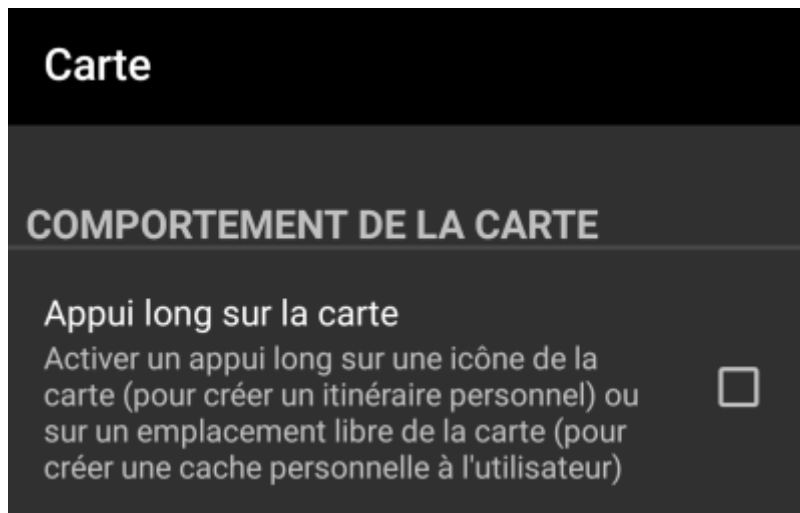 Carte
COMPORTEMENT DE LA CARTE
Appui long sur la carte
Activer un appui long sur une icône de la
carte (pour créer un itinéraire personnel) ou
sur un emplacement libre de la carte (pour
créer une cache personnelle à l'utilisateur)